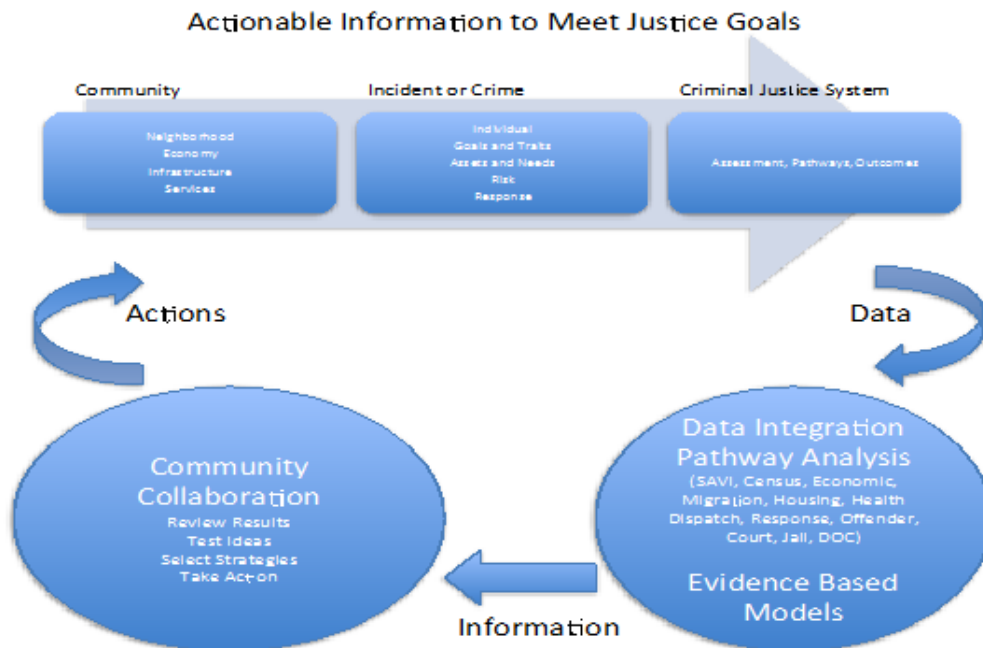 Actionable Information to Meet Justice Goals
Community
Incident or Crime
Criminal Justice System
Neighborhood
Economy
Infrastructure
Services
Individual
Goals and Traits
Assets and Needs
Risk
Response
Assessment, Pathways, Outcomes
Actions
Data
Community
Collaboration
Review Results
Test Ideas
Select Strategies
Take Action
Data Integration
Pathway Analysis
(SAVI, Census, Economic,
Migration, Housing, Health
Dispatch, Response, Offender,
Court, Jail, DOC)
Evidence Based
Models
Information